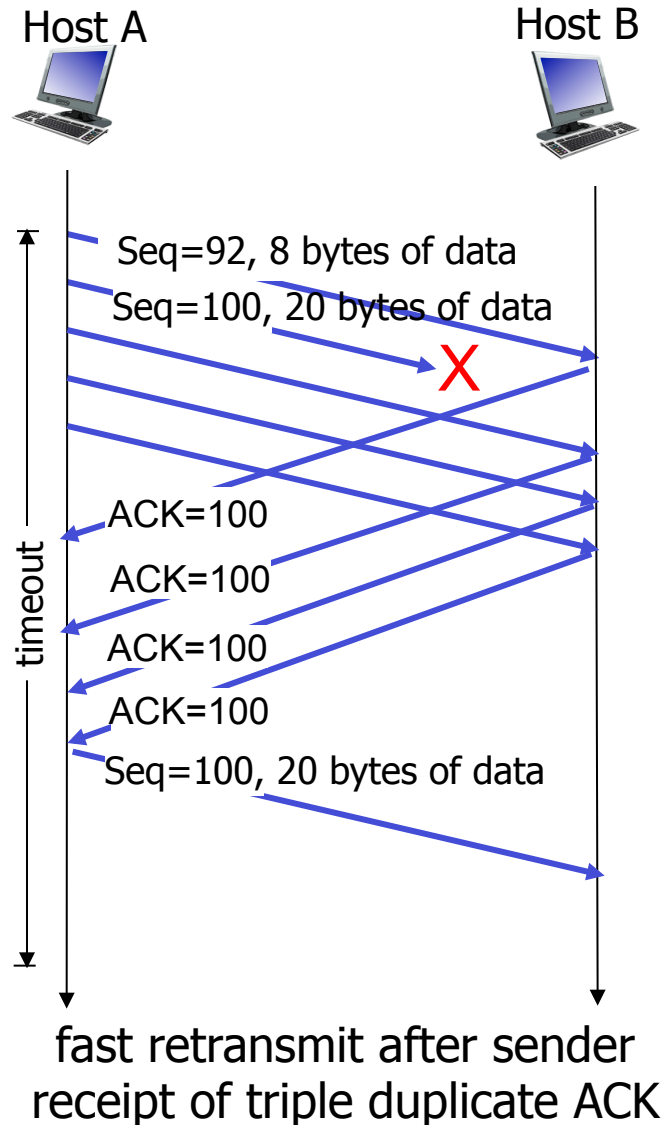 Host A
Host B
Seq=92, 8 bytes of data
Seq=100, 20 bytes of data
X
ACK=100
timeout
ACK=100
ACK=100
ACK=100
Seq=100, 20 bytes of data
fast retransmit after sender
receipt of triple duplicate ACK